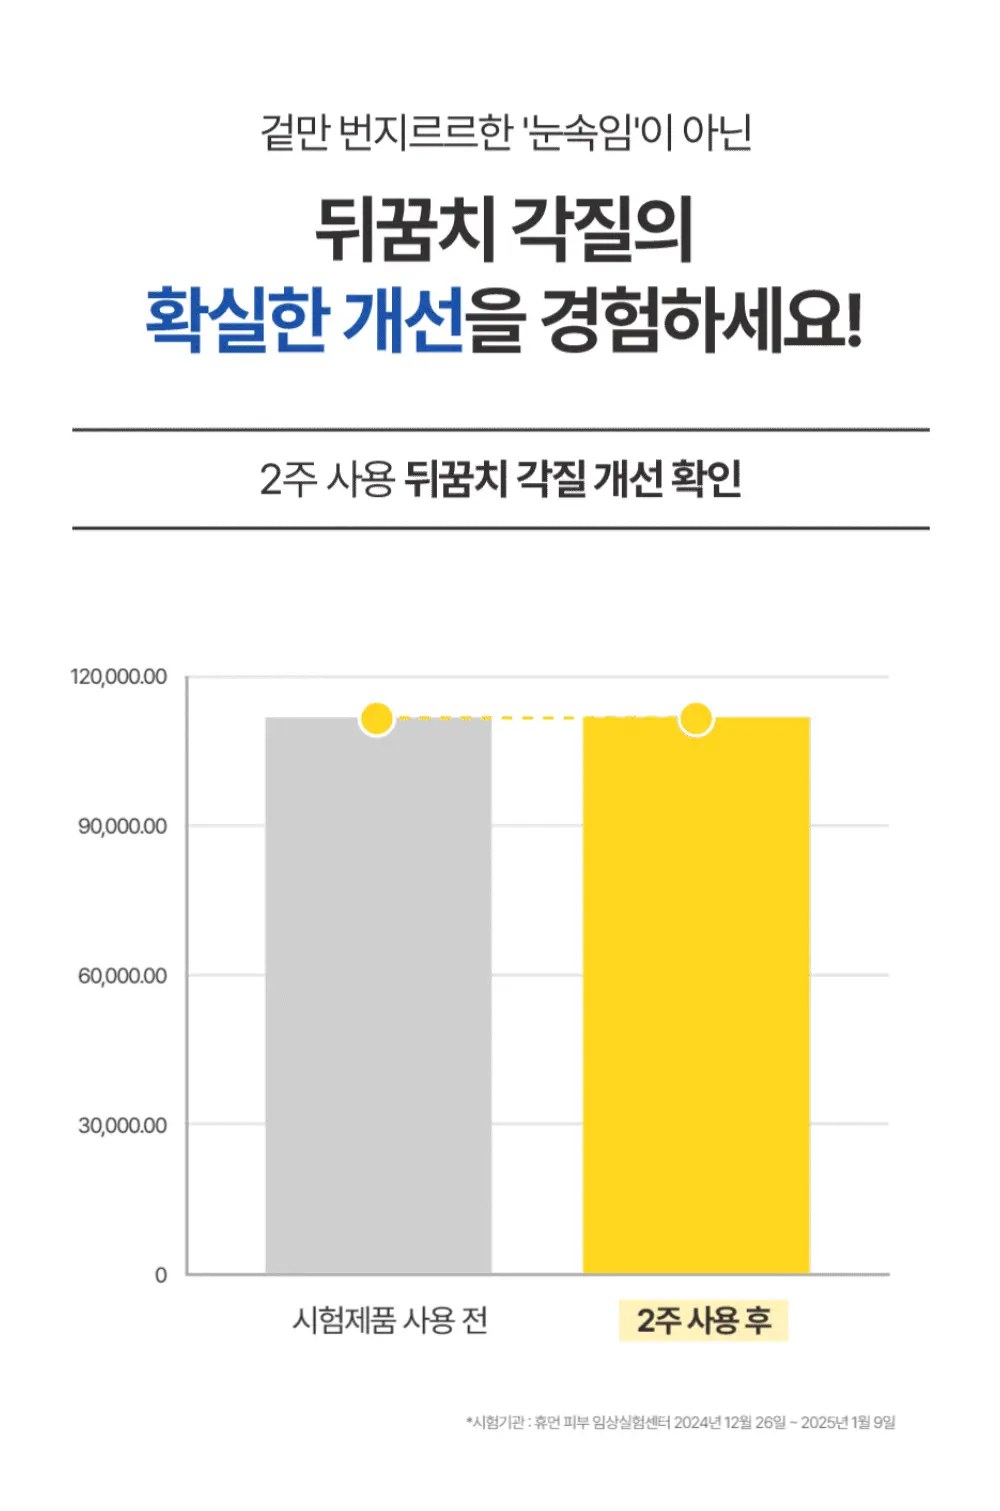 겉만 번지르르한 '눈속임'이 아닌
뒤꿈치 각질의
확실한 개선을 경험하세요!
2주 사용 뒤꿈치 각질 개선 확인
120,000.00
90,000.00
60,000.00
30,000.00
0
시험제품 사용 전
2주 사용 후
*시험기관 : 휴먼 피부 임상실험센터 2024년 12월 26일 ~ 2025년 1월 9일